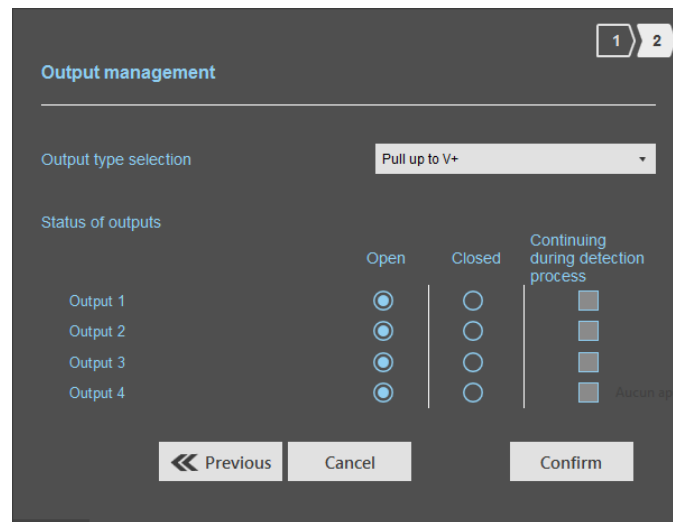 1 2
Output management
Output type selection
Pull up to V+
Status of outputs
Open
Closed
Continuing
during detection
process
Output 1
Output 2
Output 3
Output 4
Aucun ap
Previous
Cancel
Confirm